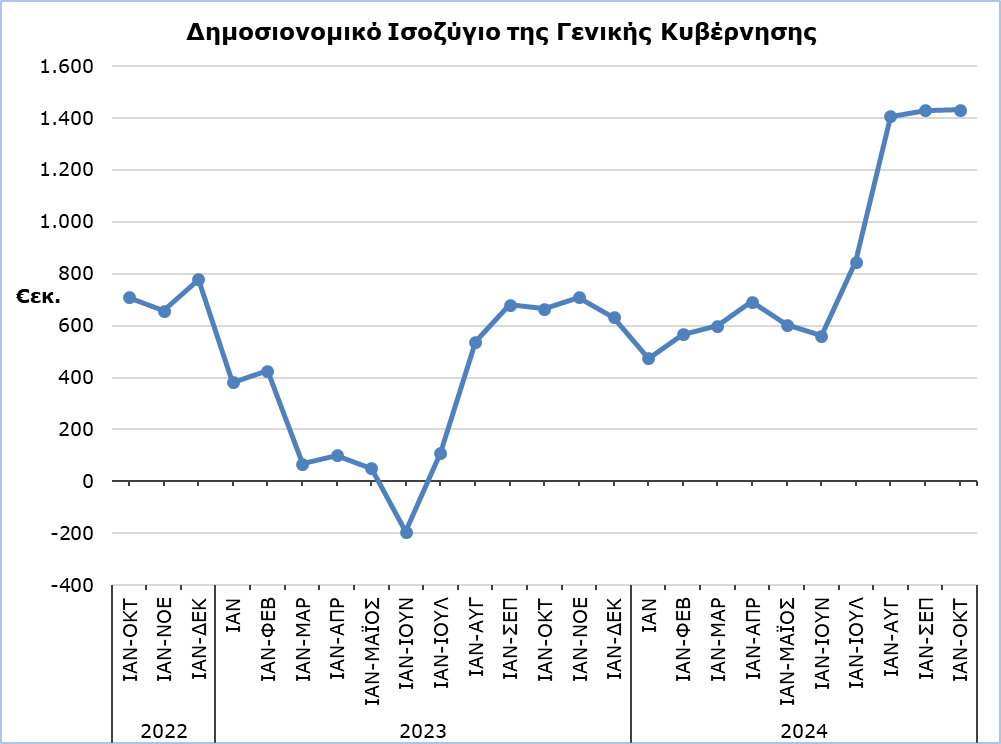 Δημοσιονομικό Ισοζύγιο της Γενικής Κυβέρνησης
1.600
1.400
1.200
1.000
800
€εκ.
600
400
200
0
-200
-400
ΙΑΝ-ΟΚΤ
ΙΑΝ-ΝΟΕ
ΙΑΝ-ΔΕΚ
ΙΑΝ
ΙΑΝ-ΦΕΒ
ΙΑΝ-ΜΑΡ
ΙΑΝ-ΑΠΡ
ΙΑΝ-ΜΑΪΟΣ
ΙΑΝ-ΙΟΥΝ
ΙΑΝ-ΙΟΥΛ
ΙΑΝ-ΑΥΓ
ΙΑΝ-ΣΕΠ
ΙΑΝ-ΟΚΤ
ΙΑΝ-ΝΟΕ
ΙΑΝ-ΔΕΚ
ΙΑΝ
ΙΑΝ-ΦΕΒ
ΙΑΝ-ΜΑΡ
ΙΑΝ-ΑΠΡ
ΙΑΝ-ΜΑΪΟΣ
ΙΑΝ-ΙΟΥΝ
ΙΑΝ-ΙΟΥΛ
ΙΑΝ-ΑΥΓ
ΙΑΝ-ΣΕΠ
ΙΑΝ-ΟΚΤ
2022
2023
2024